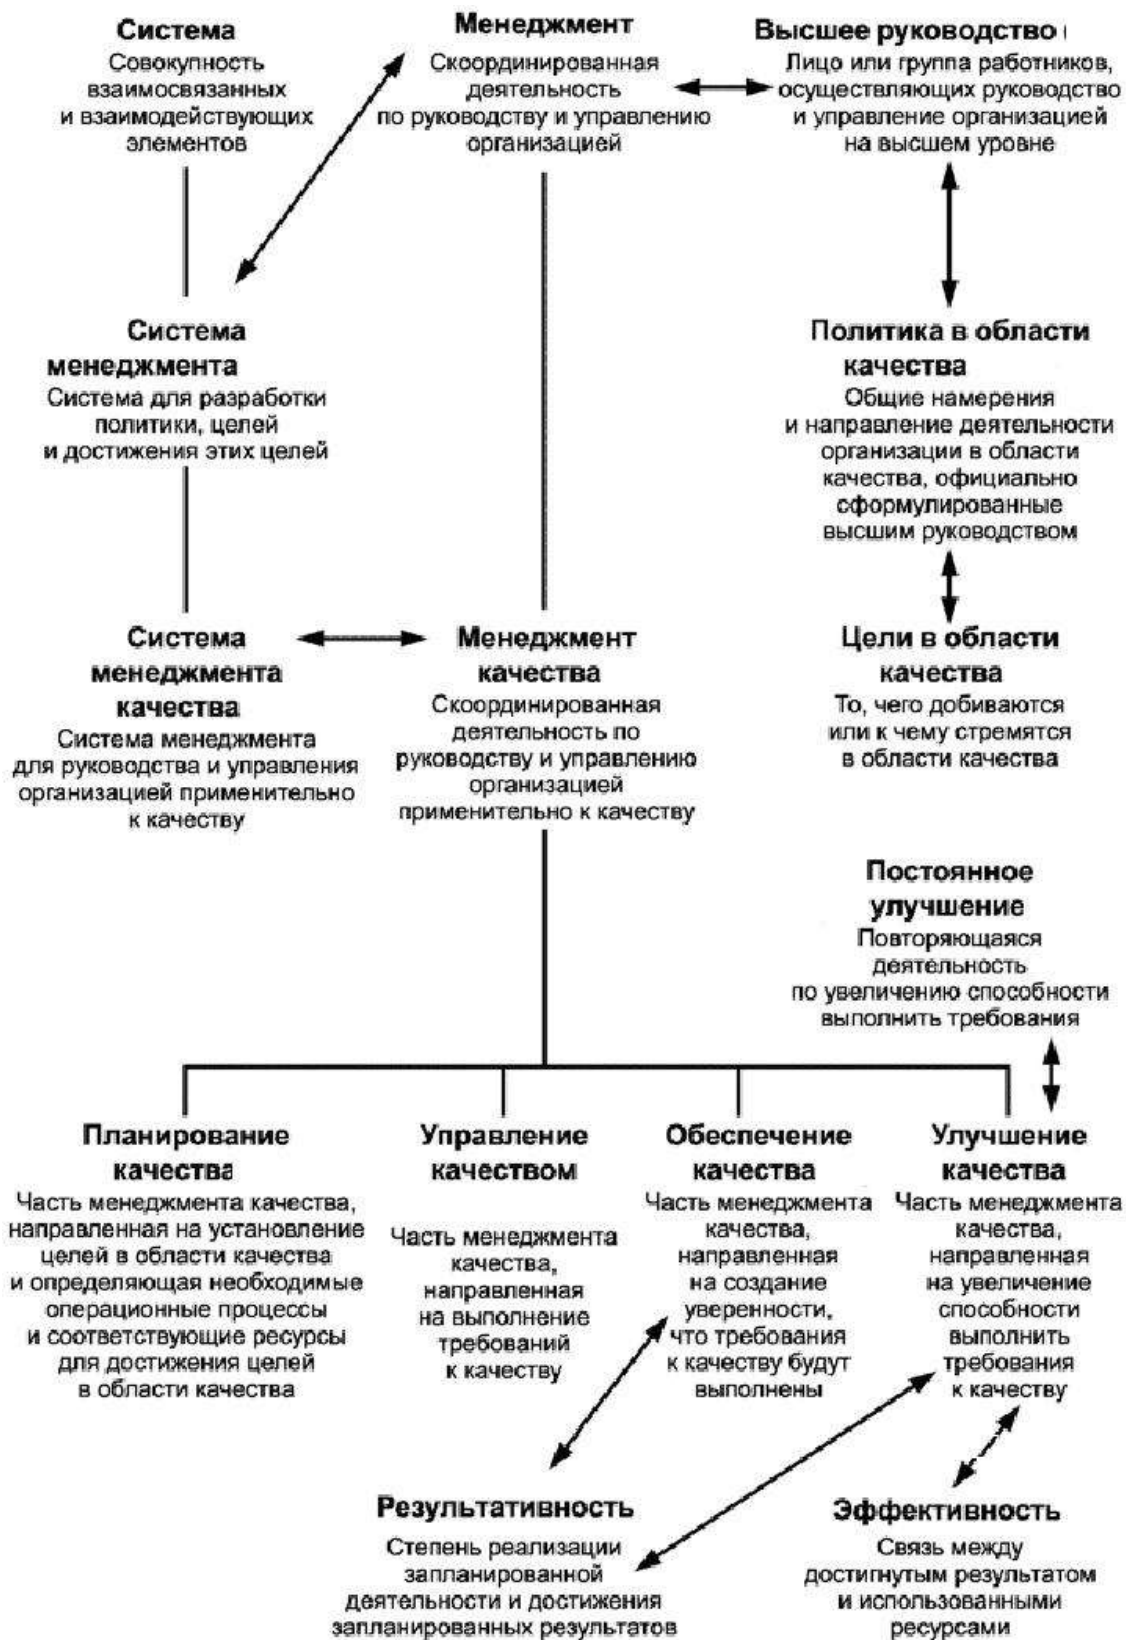 Система
Совокупность
взаимосвязанных
и взаимодействующих
элементов
Менеджмент
Скоординированная
деятельность
по руководству и управлению
организацией
Высшее руководство
Лицо или группа работников,
осуществляющих руководство
и управление организацией
на высшем уровне
Система
менеджмента
Система для разработки
политики, целей
и достижения этих целей
Политика в области
качества
Общие намерения
и направление деятельности
организации в области
качества, официально
сформулированные
высшим руководством
Система
менеджмента
качества
Система менеджмента
для руководства и управления
организацией применительно
к качеству
Менеджмент
качества
Скоординированная
деятельность по
руководству и управлению
организацией
применительно к качеству
Цели в области
качества
То, чего добиваются
или к чему стремятся
в области качества
Постоянное
улучшение
Повторяющаяся
деятельность
по увеличению способности
выполнить требования
Планирование
качества
Часть менеджмента качества,
направленная на установление
целей в области качества
и определяющая необходимые
операционные процессы
и соответствующие ресурсы
для достижения целей
в области качества
Управление
качеством
Часть менеджмента
качества,
направленная
на выполнение
требований
к качеству
Обеспечение
качества
Часть менеджмента
качества,
направленная
на создание
уверенности,
что требования
к качеству будут
выполнены
Улучшение
качества
Часть менеджмента
качества,
направленная
на увеличение
способности
выполнить
требования
к качеству
Результативность
Степень реализации
запланированной
деятельности и достижения
запланированных результатов
Эффективность
Связь между
достигнутым результатом
и использованными
ресурсами